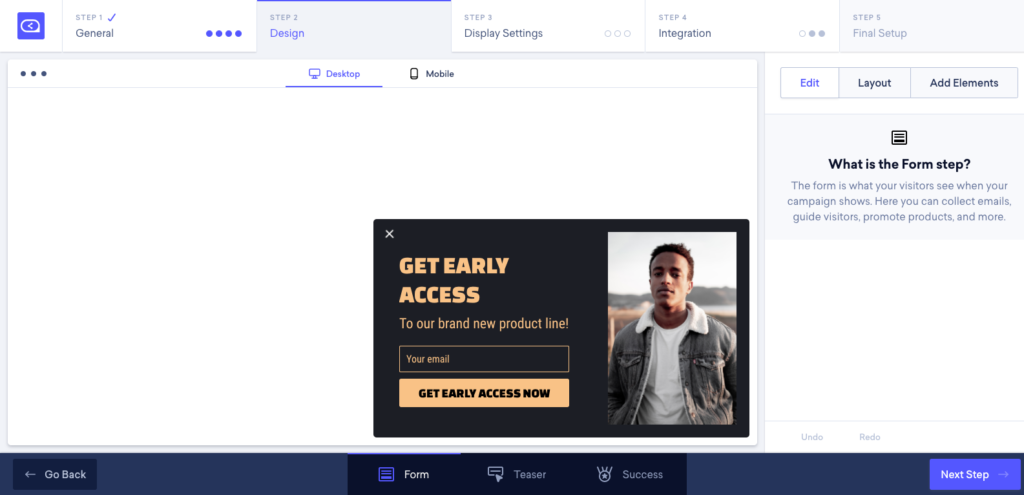 STEP 1
General
STEP 2
Design
STEP 3
Display Settings
STEP 4
Integration
STEP 5
Final Setup
Desktop
Mobile
Edit
Layout
Add Elements
What is the Form step?
The form is what your visitors see when your
campaign shows. Here you can collect emails,
guide visitors, promote products, and more.
GET EARLY
ACCESS
To our brand new product line!
Your email
GET EARLY ACCESS NOW
Undo
Redo
Go Back
Form
Teaser
Success
Next Step